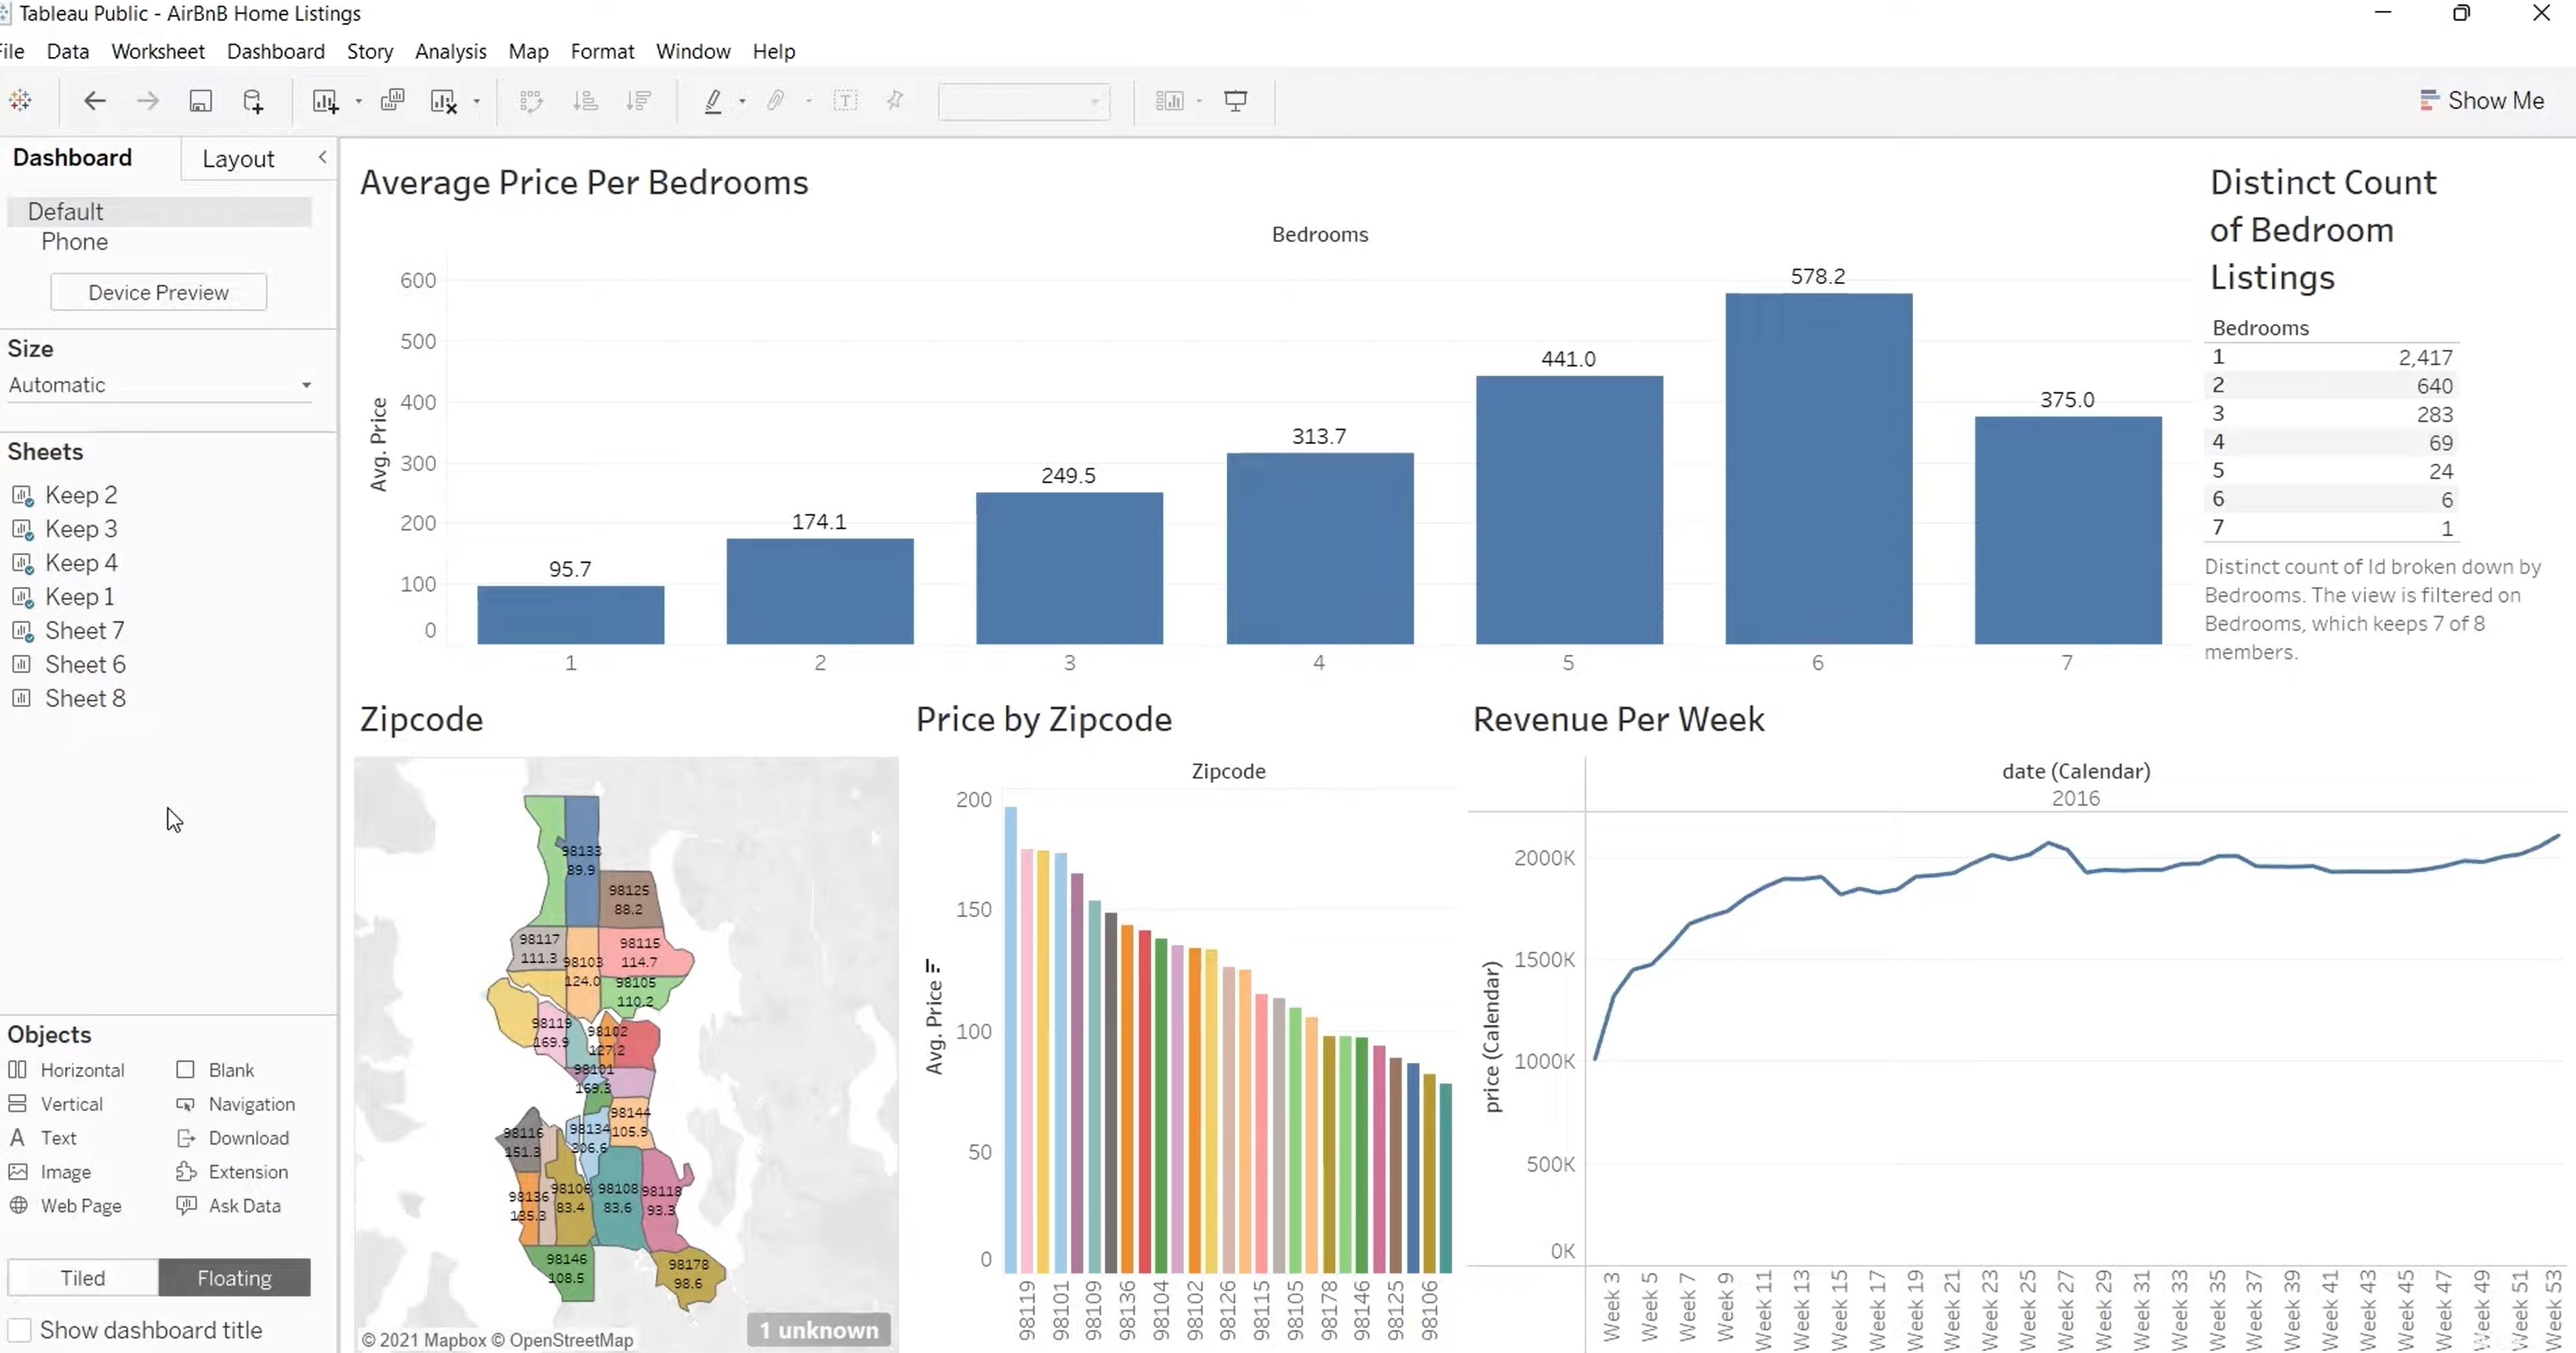 Tableau Public - AirBnB Home Listings
File Data Worksheet Dashboard Story Analysis Map Format Window Help
Show Me
Dashboard Layout
Default
Phone
Device Preview
Size
Automatic
Sheets
Keep 2
Keep 3
Keep 4
Keep 1
Sheet 7
Sheet 6
Sheet 8
Objects
Horizontal Blank
Vertical Navigation
Text Download
Image Extension
Web Page Ask Data
Tiled Floating
Show dashboard title
Average Price Per Bedrooms
Bedrooms
Avg. Price
600
500
400
300
200
100
0
95.7
174.1
249.5
313.7
441.0
578.2
375.0
1 2 3 4 5 6 7
Distinct Count
of Bedroom
Listings
Bedrooms
1 2,417
2 640
3 283
4 69
5 24
6 6
7 1
Distinct count of Id broken down by
Bedrooms. The view is filtered on
Bedrooms, which keeps 7 of 8
members.
Zipcode
98133
89.9
98125
88.2
98117
111.3
98103
124.0
98115
114.7
98105
110.2
98119
169.9
98102
127.2
98101
169.3
98144
105.9
98134
206.6
98116
151.3
98136
135.3
98106
83.4
98108
83.6
98118
93.3
98146
108.5
98178
98.6
1 unknown
© 2021 Mapbox © OpenStreetMap
Price by Zipcode
Zipcode
Avg. Price
200
150
100
50
0
98119 98101 98109 98136 98104 98102 98126 98115 98105 98178 98146 98125 98106
Revenue Per Week
date (Calendar)
2016
price (Calendar)
2000K
1500K
1000K
500K
0K
Week 3 Week 5 Week 7 Week 9 Week 11 Week 13 Week 15 Week 17 Week 19 Week 21 Week 23 Week 25 Week 27 Week 29 Week 31 Week 33 Week 35 Week 37 Week 39 Week 41 Week 43 Week 45 Week 47 Week 49 Week 51 Week 53